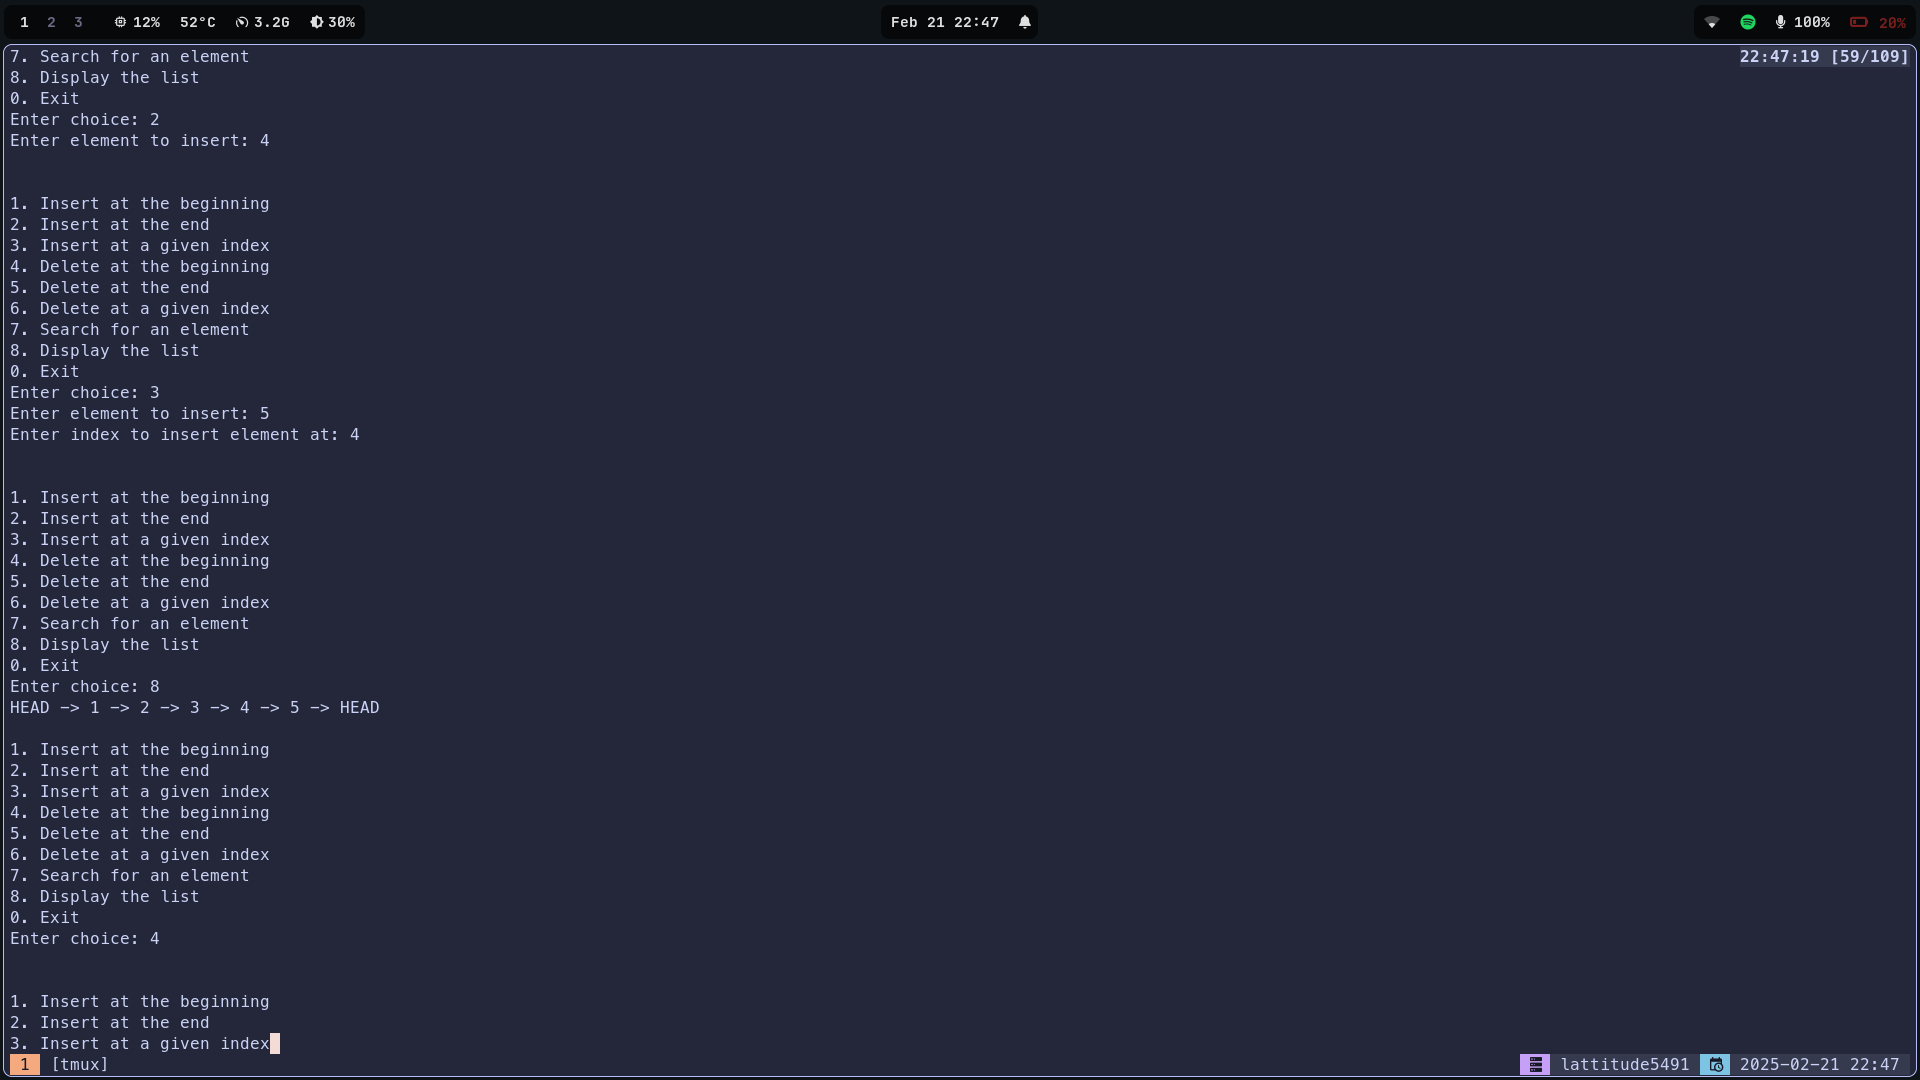 1 2 3 12% 52°C 3.2G 30% Feb 21 22:47 100% 20%
7. Search for an element 22:47:19 [59/109]
8. Display the list
0. Exit
Enter choice: 2
Enter element to insert: 4
1. Insert at the beginning
2. Insert at the end
3. Insert at a given index
4. Delete at the beginning
5. Delete at the end
6. Delete at a given index
7. Search for an element
8. Display the list
0. Exit
Enter choice: 3
Enter element to insert: 5
Enter index to insert element at: 4
1. Insert at the beginning
2. Insert at the end
3. Insert at a given index
4. Delete at the beginning
5. Delete at the end
6. Delete at a given index
7. Search for an element
8. Display the list
0. Exit
Enter choice: 8
HEAD -> 1 -> 2 -> 3 -> 4 -> 5 -> HEAD
1. Insert at the beginning
2. Insert at the end
3. Insert at a given index
4. Delete at the beginning
5. Delete at the end
6. Delete at a given index
7. Search for an element
8. Display the list
0. Exit
Enter choice: 4
1. Insert at the beginning
2. Insert at the end
3. Insert at a given index
1 [tmux] lattitude5491 2025-02-21 22:47